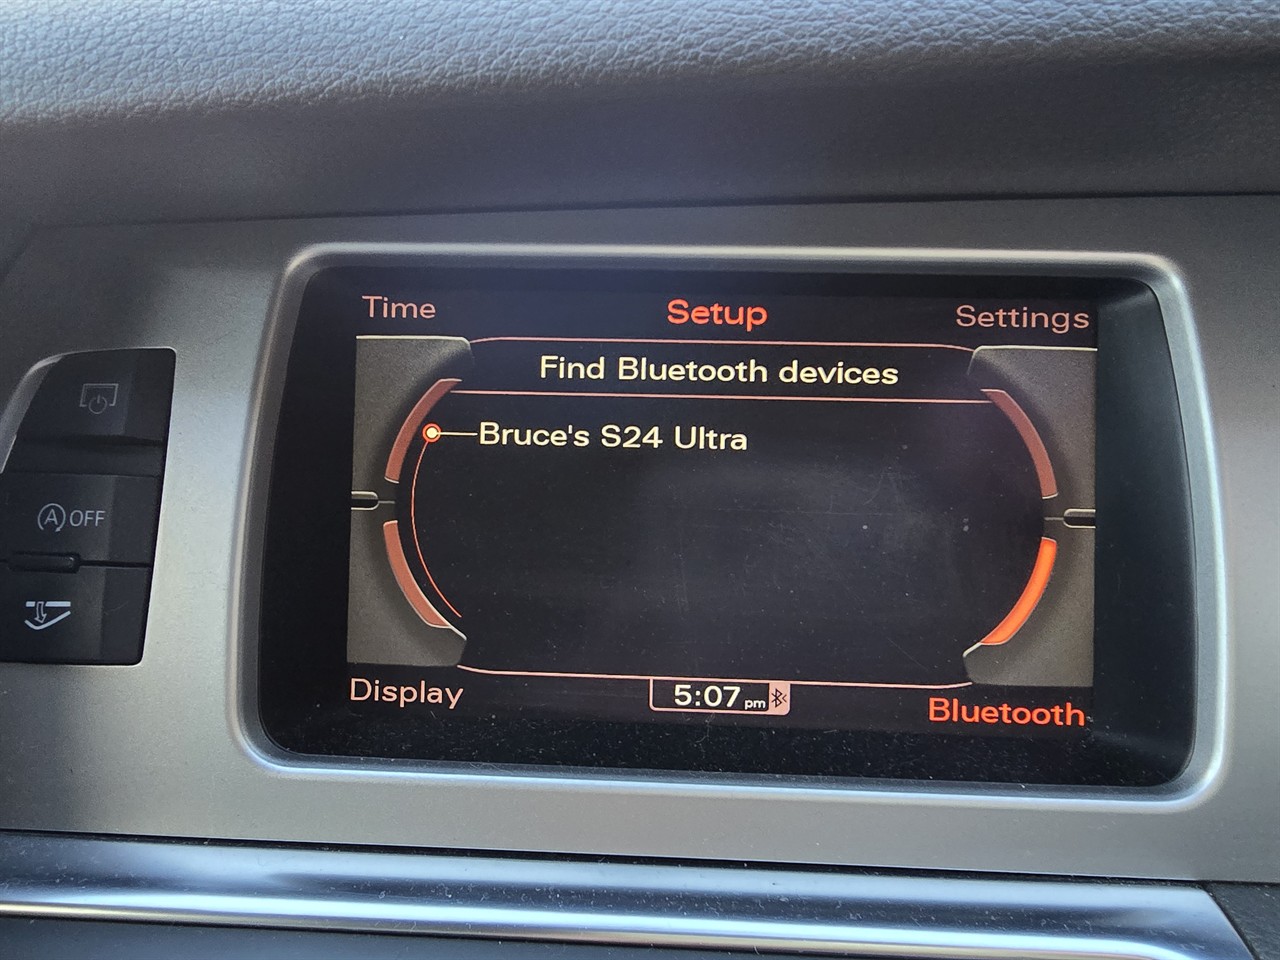 Time
Setup
Settings
Find Bluetooth devices
Bruce's S24 Ultra
A OFF
Display
5:07 pm
Bluetooth